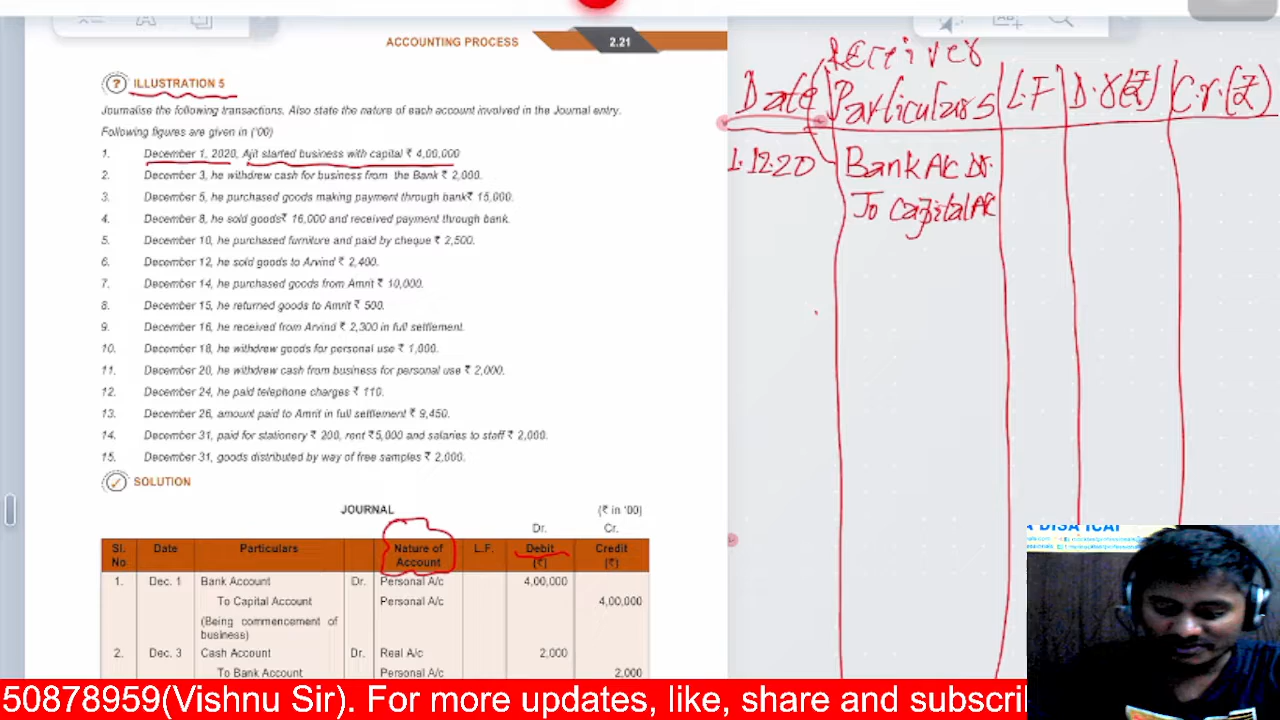 ACCOUNTING PROCESS 2.21
? ILLUSTRATION 5
Journalise the following transactions. Also state the nature of each account involved in the Journal entry.
Following figures are given in ('00)
1. December 1, 2020, Ajit started business with capital ₹ 4,00,000
2. December 3, he withdrew cash for business from the Bank ₹ 2,000.
3. December 5, he purchased goods making payment through bank₹ 15,000.
4. December 8, he sold goods₹ 16,000 and received payment through bank.
5. December 10, he purchased furniture and paid by cheque ₹ 2,500.
6. December 12, he sold goods to Arvind ₹ 2,400.
7. December 14, he purchased goods from Amrit ₹ 10,000.
8. December 15, he returned goods to Amrit ₹ 500.
9. December 16, he received from Arvind ₹ 2,300 in full settlement.
10. December 18, he withdrew goods for personal use ₹ 1,000.
11. December 20, he withdrew cash from business for personal use ₹ 2,000.
12. December 24, he paid telephone charges ₹ 110.
13. December 26, amount paid to Amrit in full settlement ₹ 9,450.
14. December 31, paid for stationery ₹ 200, rent ₹5,000 and salaries to staff ₹ 2,000.
15. December 31, goods distributed by way of free samples ₹ 2,000.
SOLUTION
JOURNAL (₹ in '00)
Dr. Cr.
Sl. No Date Particulars Nature of Account L.F. Debit (₹) Credit (₹)
1. Dec. 1 Bank Account Dr. Personal A/c 4,00,000
To Capital Account Personal A/c 4,00,000
(Being commencement of
business)
2. Dec. 3 Cash Account Dr. Real A/c 2,000
To Bank Account Personal A/c 2,000
Receiver
Date Particulars L.F D.r(₹) C.r.(₹)
1.12.20 Bank A/C Dr.
To Capital A/C
DISA ICAI
50878959(Vishnu Sir). For more updates, like, share and subscri